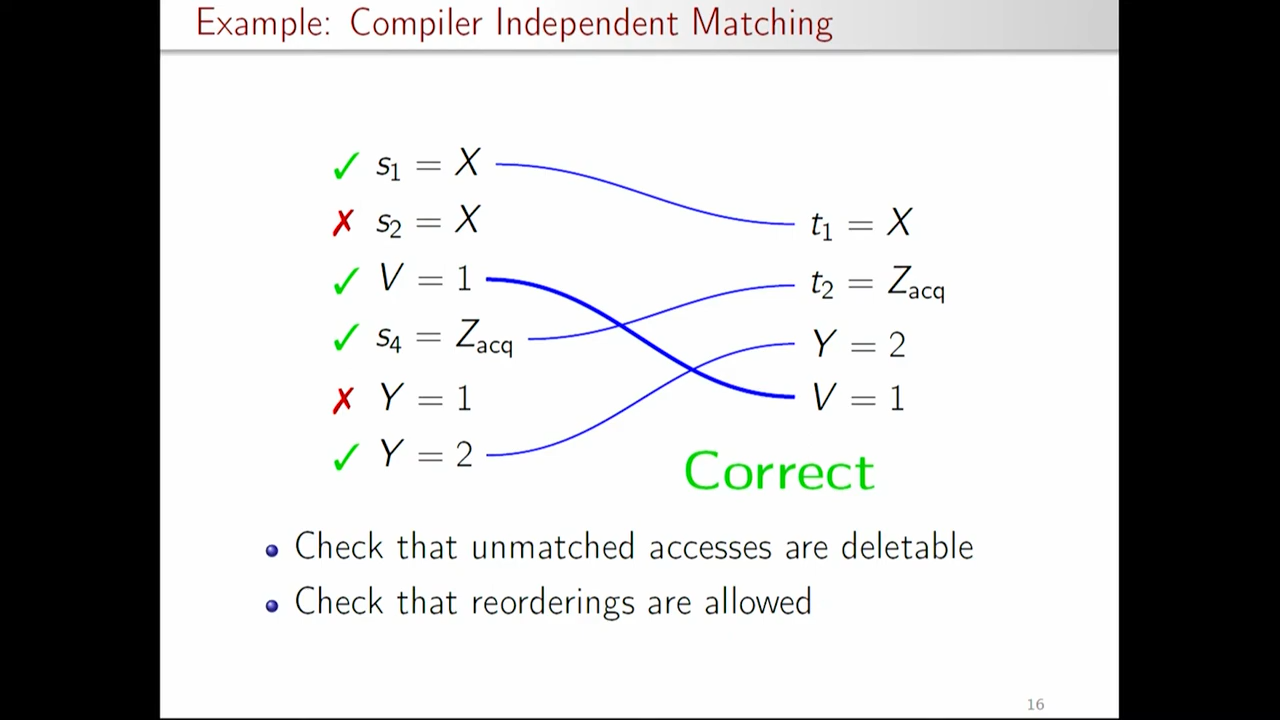 Example: Compiler Independent Matching
✓ s₁ = X
✗ s₂ = X
✓ V = 1
✓ s₄ = Z_acq
✗ Y = 1
✓ Y = 2
t₁ = X
t₂ = Z_acq
Y = 2
V = 1
Correct
• Check that unmatched accesses are deletable
• Check that reorderings are allowed
16